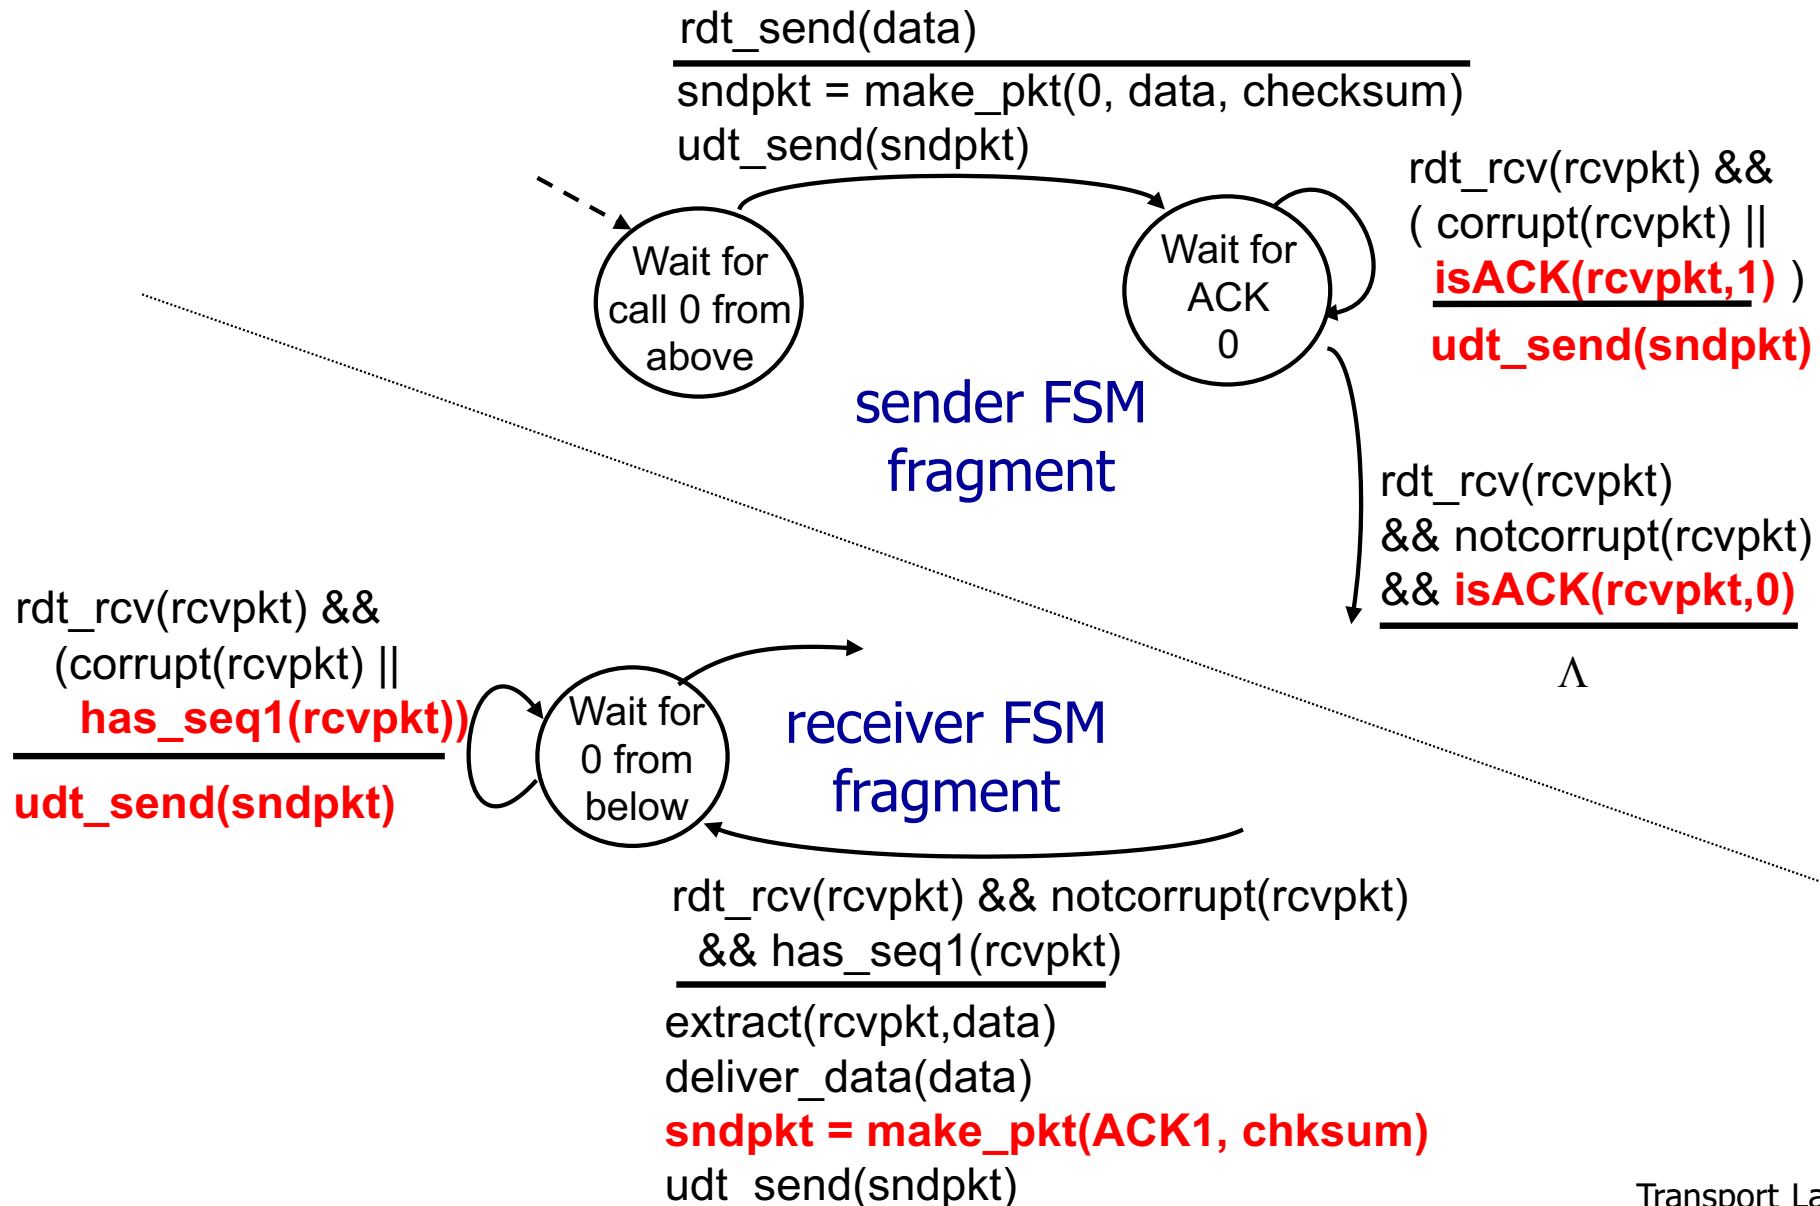 rdt_send(data)
sndpkt = make_pkt(0, data, checksum)
udt_send(sndpkt)
Wait for
call 0 from
above
Wait for
ACK
0
rdt_rcv(rcvpkt) &&
( corrupt(rcvpkt) ||
isACK(rcvpkt,1) )
udt_send(sndpkt)
sender FSM
fragment
rdt_rcv(rcvpkt)
&& notcorrupt(rcvpkt)
&& isACK(rcvpkt,0)
Λ
rdt_rcv(rcvpkt) &&
(corrupt(rcvpkt) ||
has_seq1(rcvpkt))
udt_send(sndpkt)
Wait for
0 from
below
receiver FSM
fragment
rdt_rcv(rcvpkt) && notcorrupt(rcvpkt)
&& has_seq1(rcvpkt)
extract(rcvpkt,data)
deliver_data(data)
sndpkt = make_pkt(ACK1, chksum)
udt_send(sndpkt)
Transport La